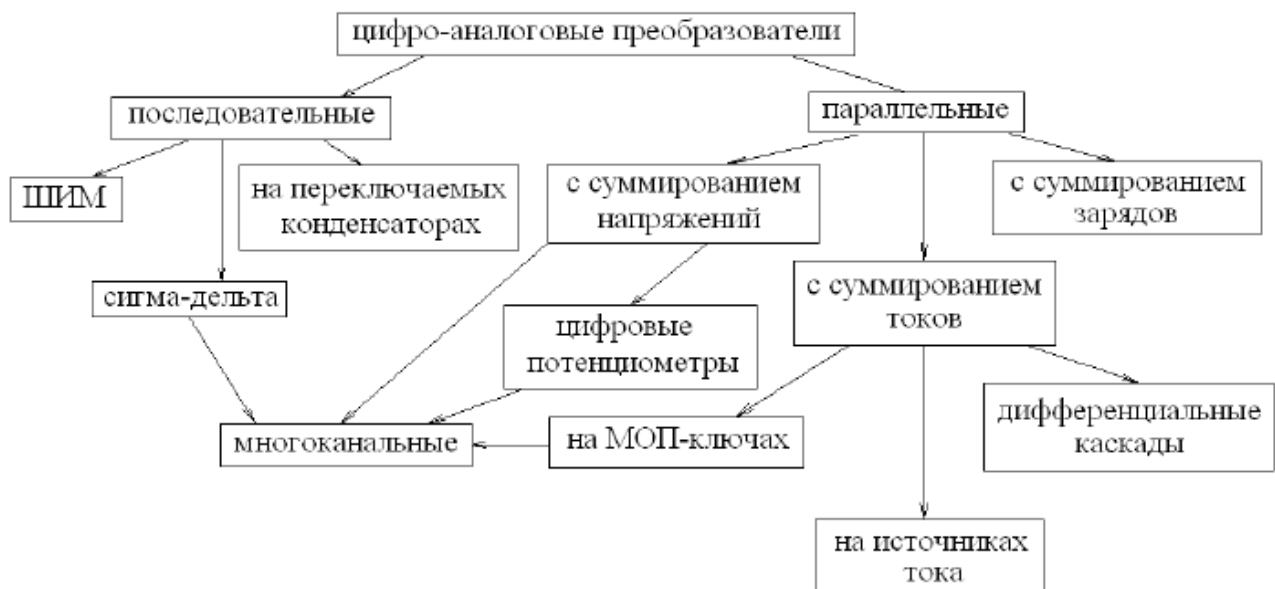 цифро-аналоговые преобразователи
последовательные
параллельные
ШИМ
на переключаемых
конденсаторах
с суммированием
напряжений
с суммированием
зарядов
сигма-дельта
с суммированием
токов
цифровые
потенциометры
многоканальные
на МОП-ключах
дифференциальные
каскады
на источниках
тока